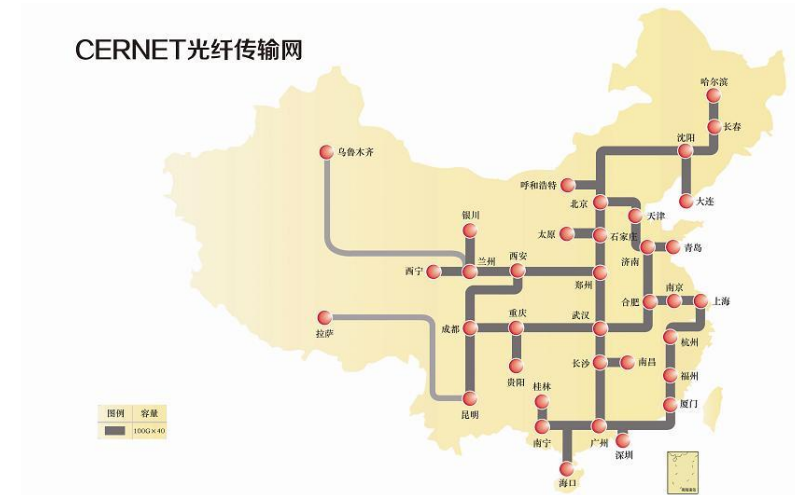 CERNET光纤传输网
哈尔滨
长春
沈阳
乌鲁木齐
呼和浩特
北京
大连
银川
天津
太原
石家庄
西宁
兰州
西安
济南
青岛
郑州
合肥
南京
上海
拉萨
成都
重庆
武汉
杭州
长沙
南昌
贵阳
福州
桂林
昆明
厦门
图例 容量
100G×40
南宁
广州
深圳
海口